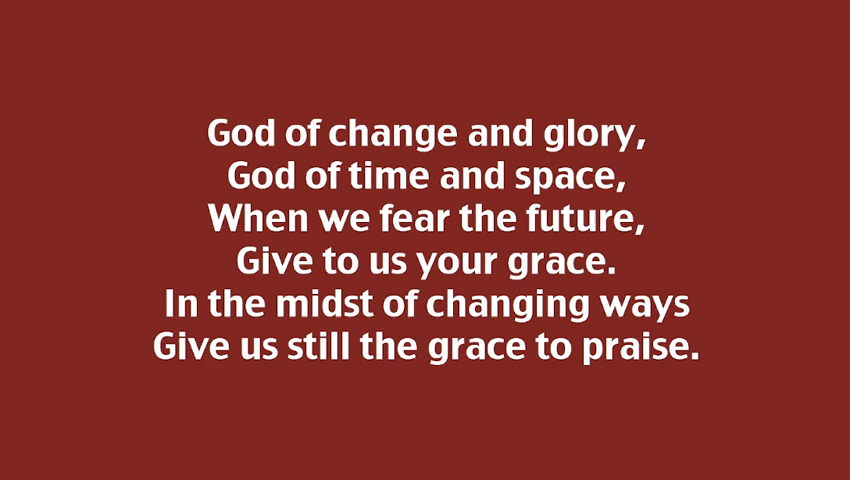 God of change and glory,
God of time and space,
When we fear the future,
Give to us your grace.
In the midst of changing ways
Give us still the grace to praise.